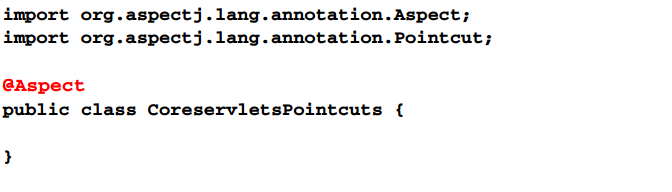 import org.aspectj.lang.annotation.Aspect;
import org.aspectj.lang.annotation.Pointcut;
@Aspect
public class CoreservletsPointcuts {
}